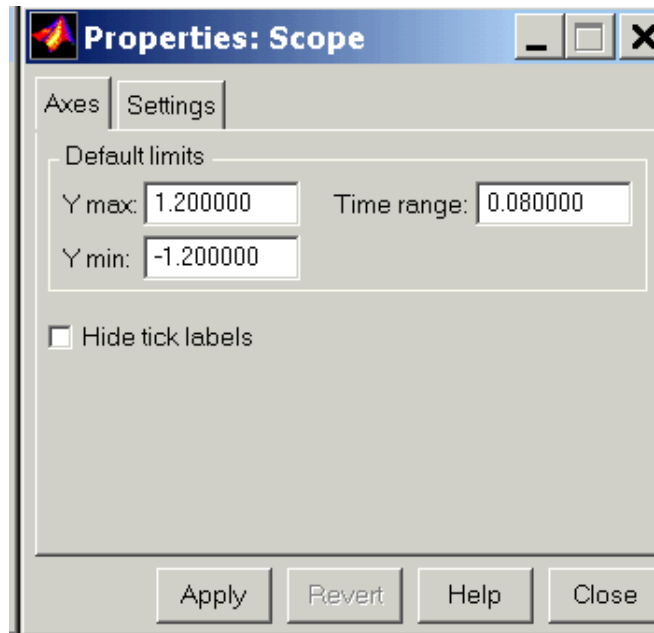 Properties: Scope
Axes Settings
Default limits
Y max: 1.200000 Time range: 0.080000
Y min: -1.200000
Hide tick labels
Apply Revert Help Close